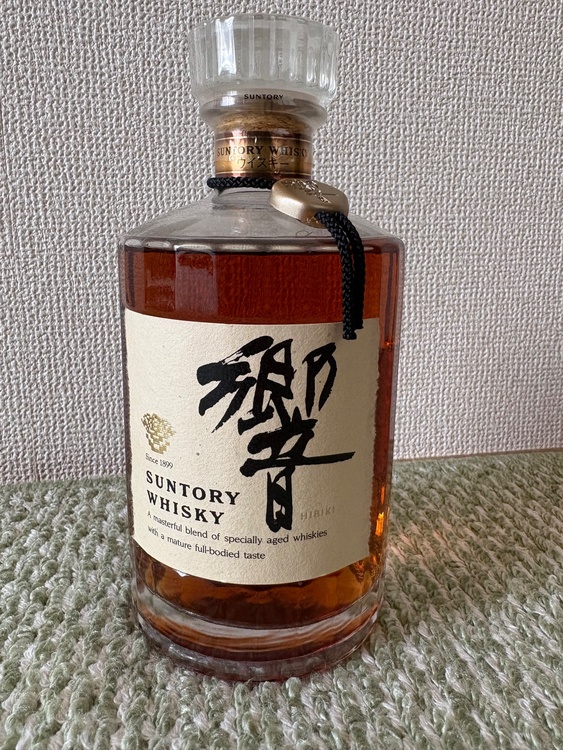 SUNTORY
SUNTORY WHISKY
ウイスキー
響
Since 1899
SUNTORY
WHISKY
HIBIKI
A masterful blend of specially aged whiskies
with a mature full-bodied taste